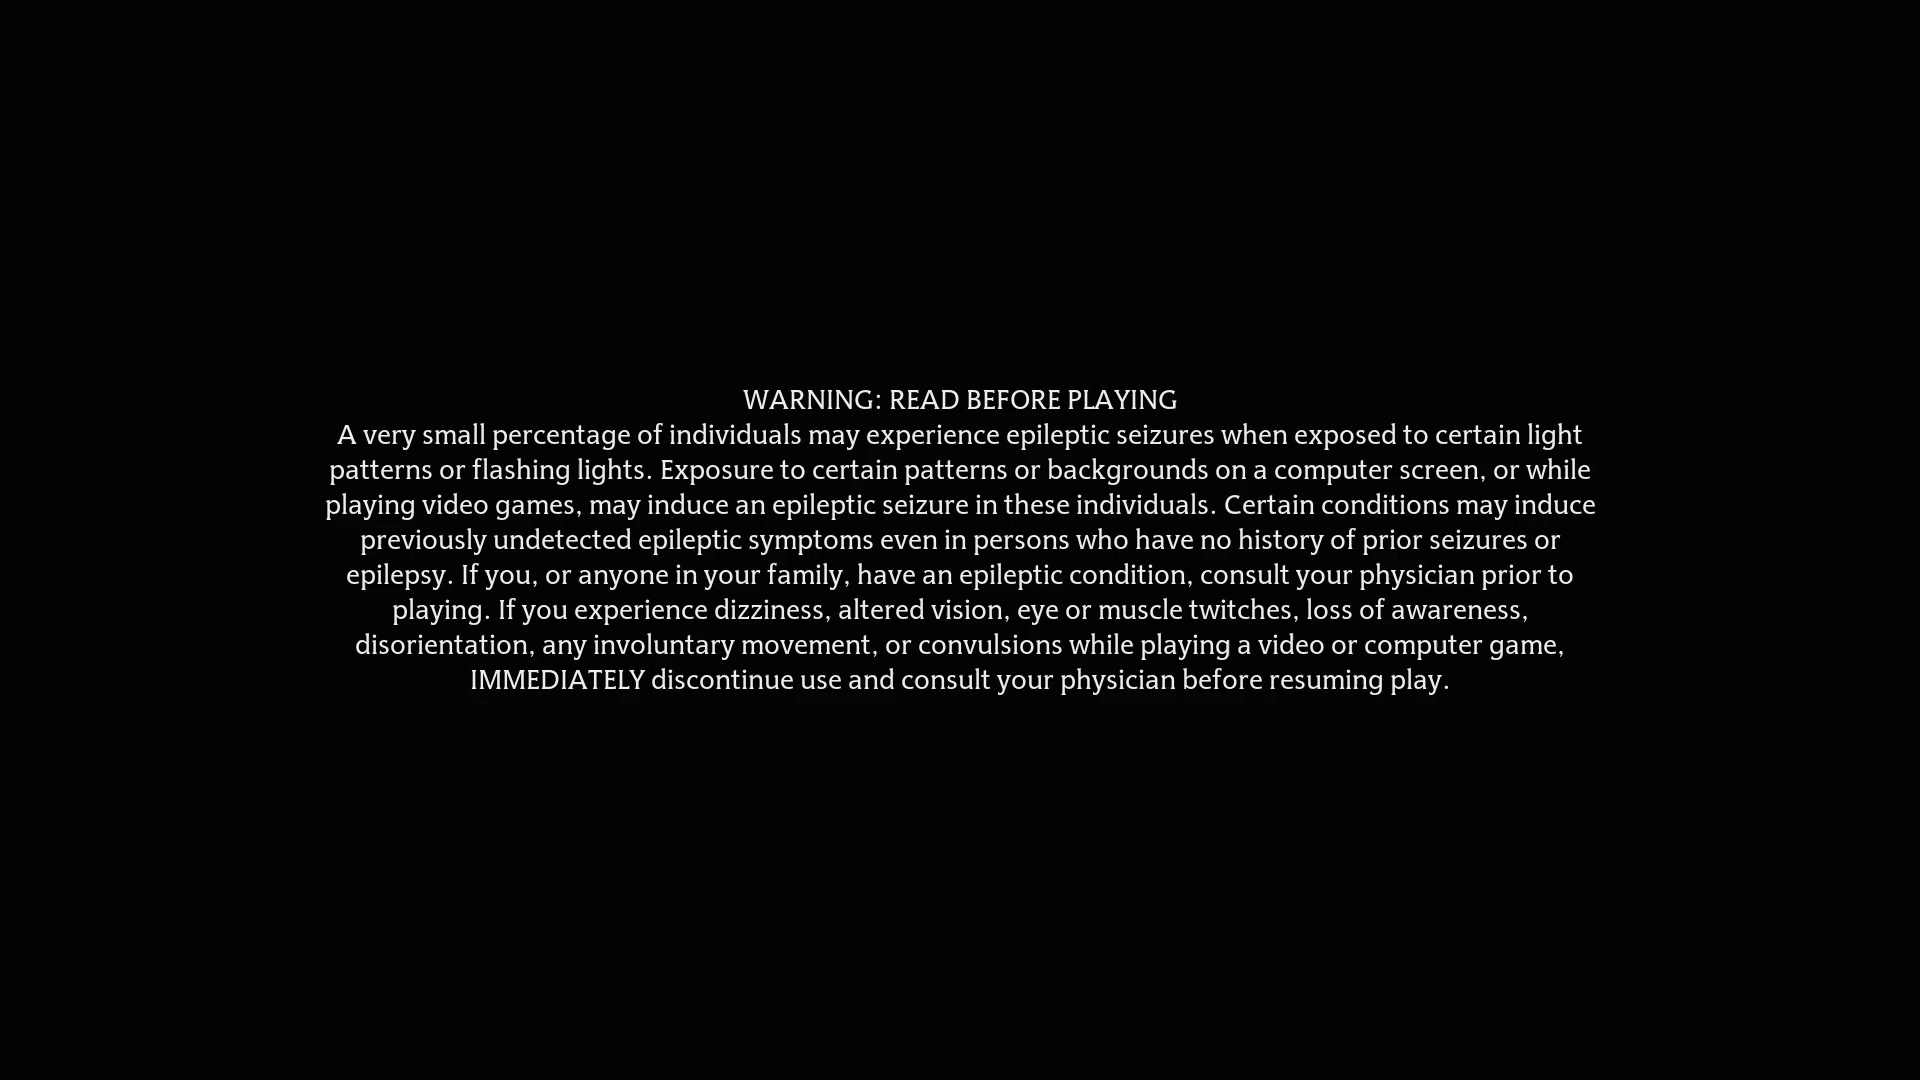 WARNING: READ BEFORE PLAYING
A very small percentage of individuals may experience epileptic seizures when exposed to certain light
patterns or flashing lights. Exposure to certain patterns or backgrounds on a computer screen, or while
playing video games, may induce an epileptic seizure in these individuals. Certain conditions may induce
previously undetected epileptic symptoms even in persons who have no history of prior seizures or
epilepsy. If you, or anyone in your family, have an epileptic condition, consult your physician prior to
playing. If you experience dizziness, altered vision, eye or muscle twitches, loss of awareness,
disorientation, any involuntary movement, or convulsions while playing a video or computer game,
IMMEDIATELY discontinue use and consult your physician before resuming play.